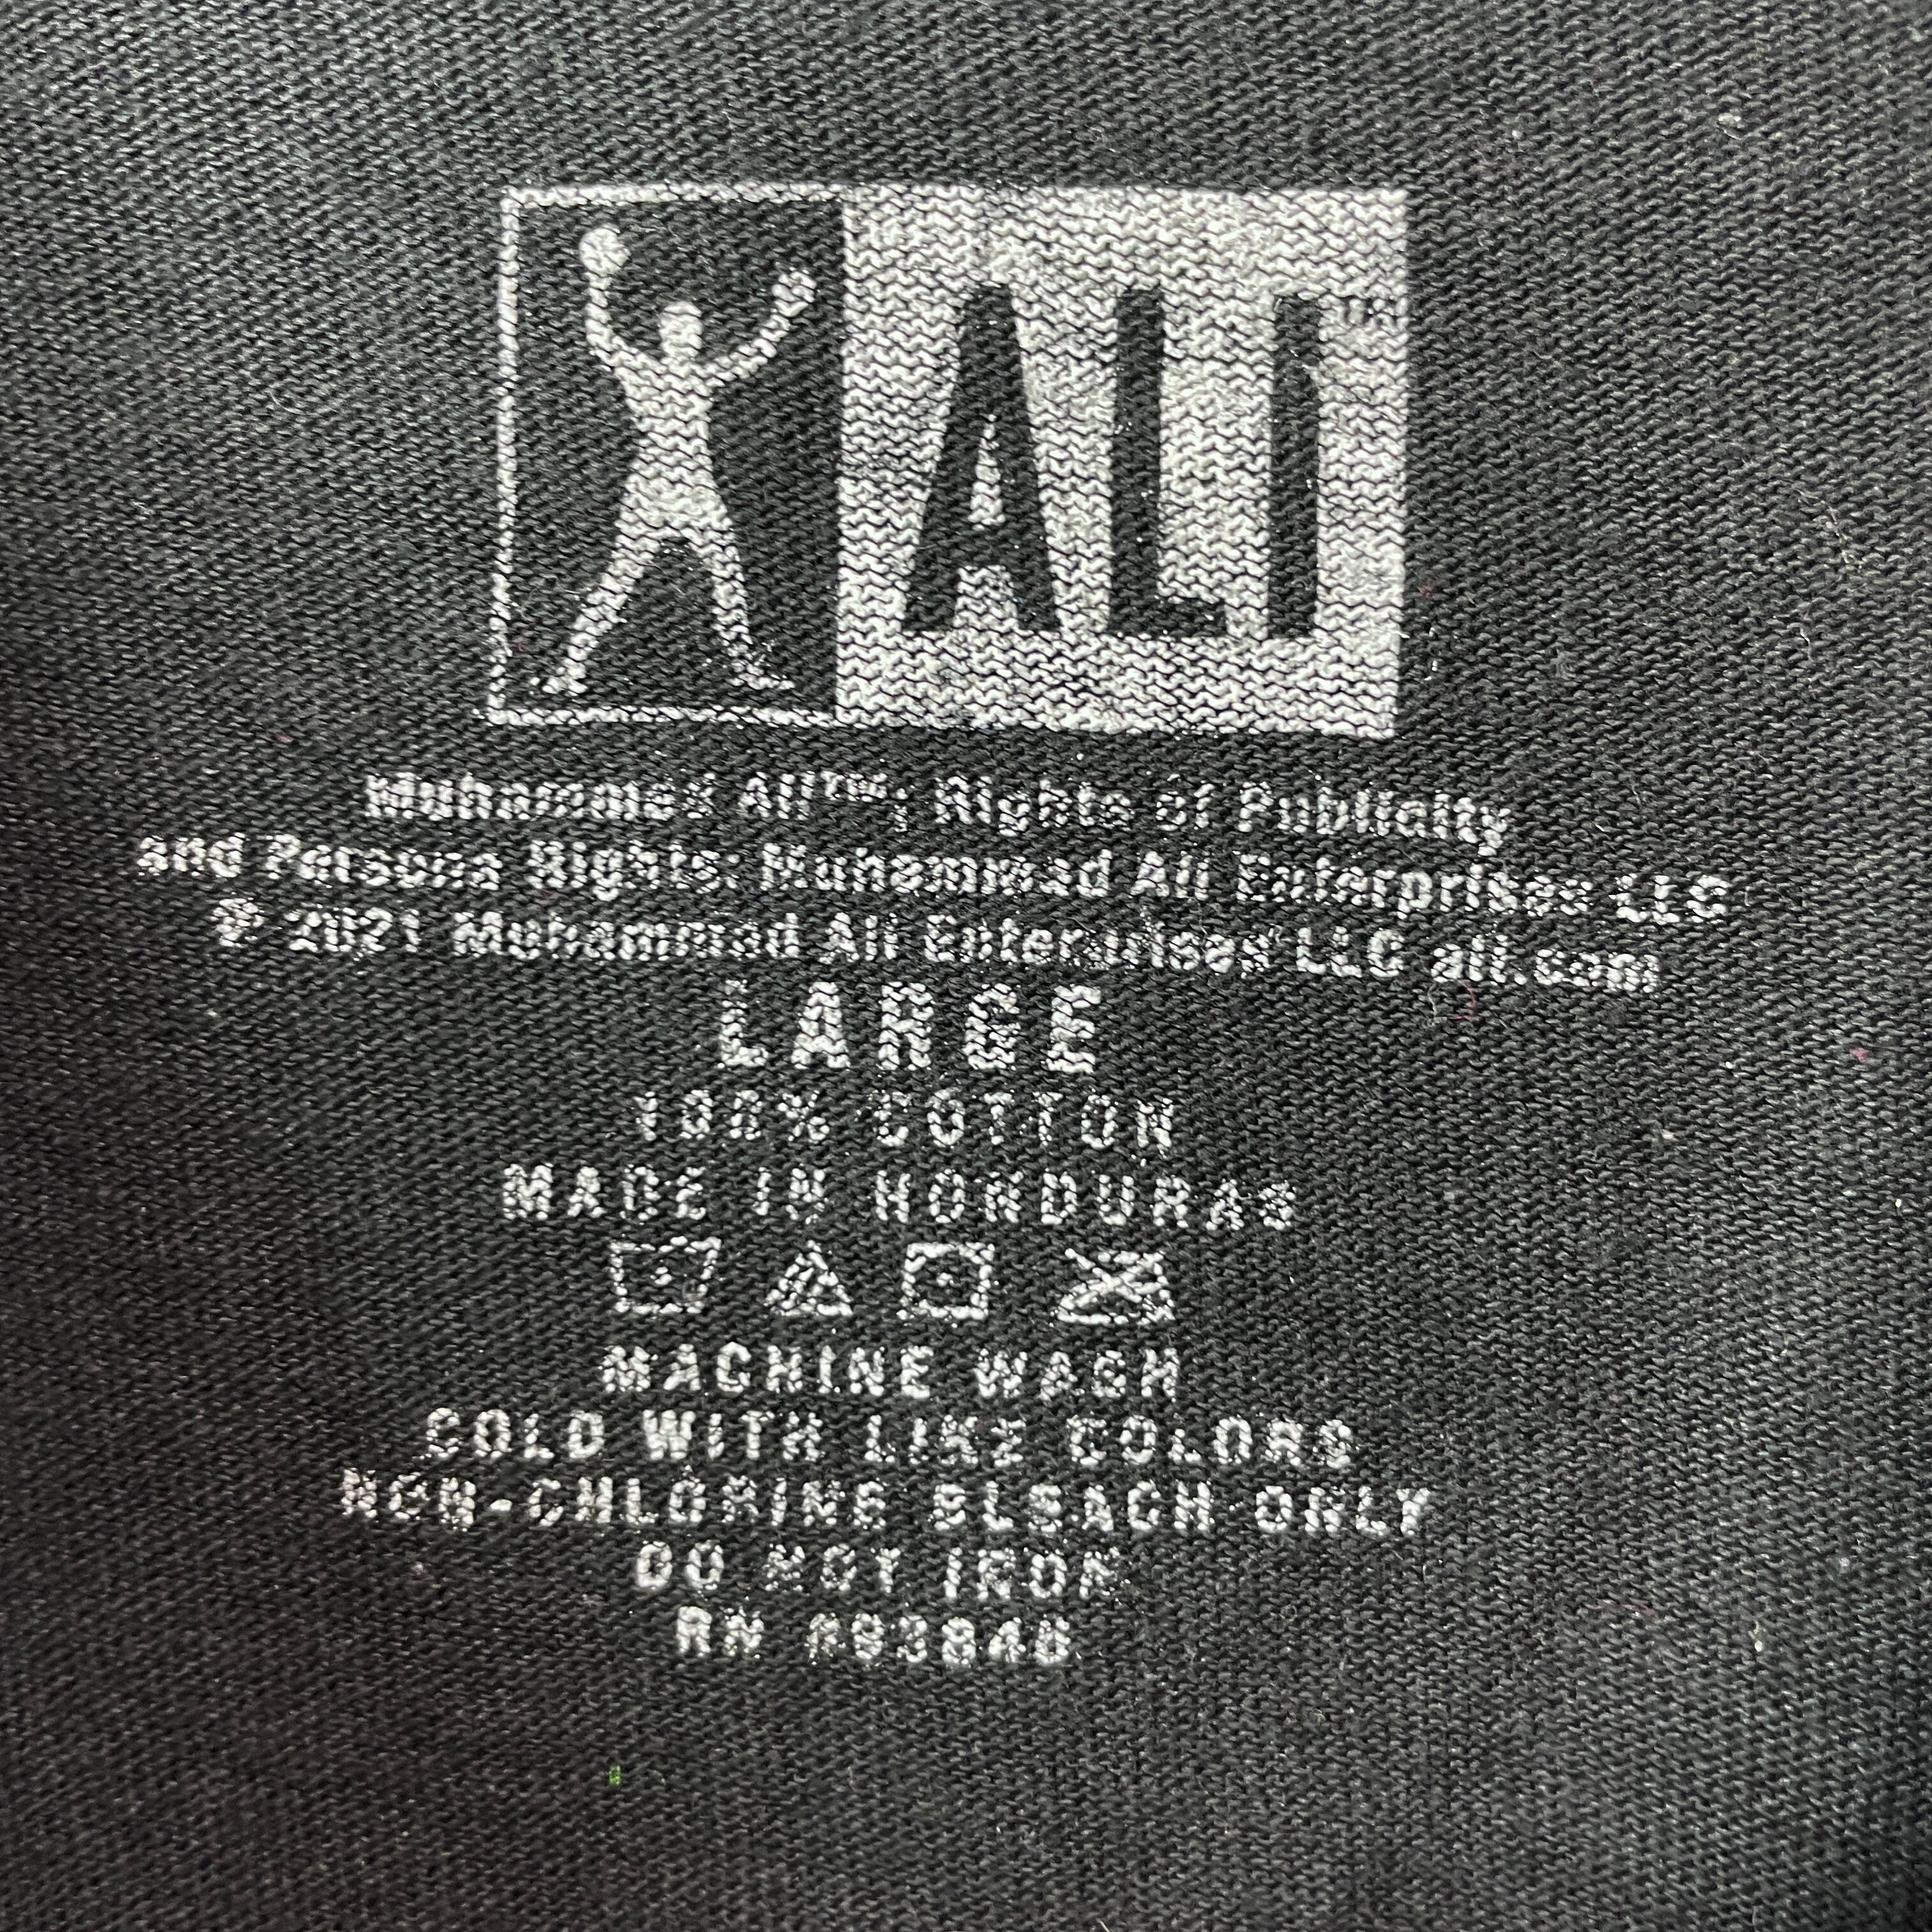 ALI™
Muhammad Ali™; Rights of Publicity
and Persona Rights: Muhammad Ali Enterprises LLC
© 2021 Muhammad Ali Enterprises LLC ali.com
LARGE
100% COTTON
MADE IN HONDURAS
MACHINE WASH
COLD WITH LIKE COLORS
NON-CHLORINE BLEACH ONLY
DO NOT IRON
RN